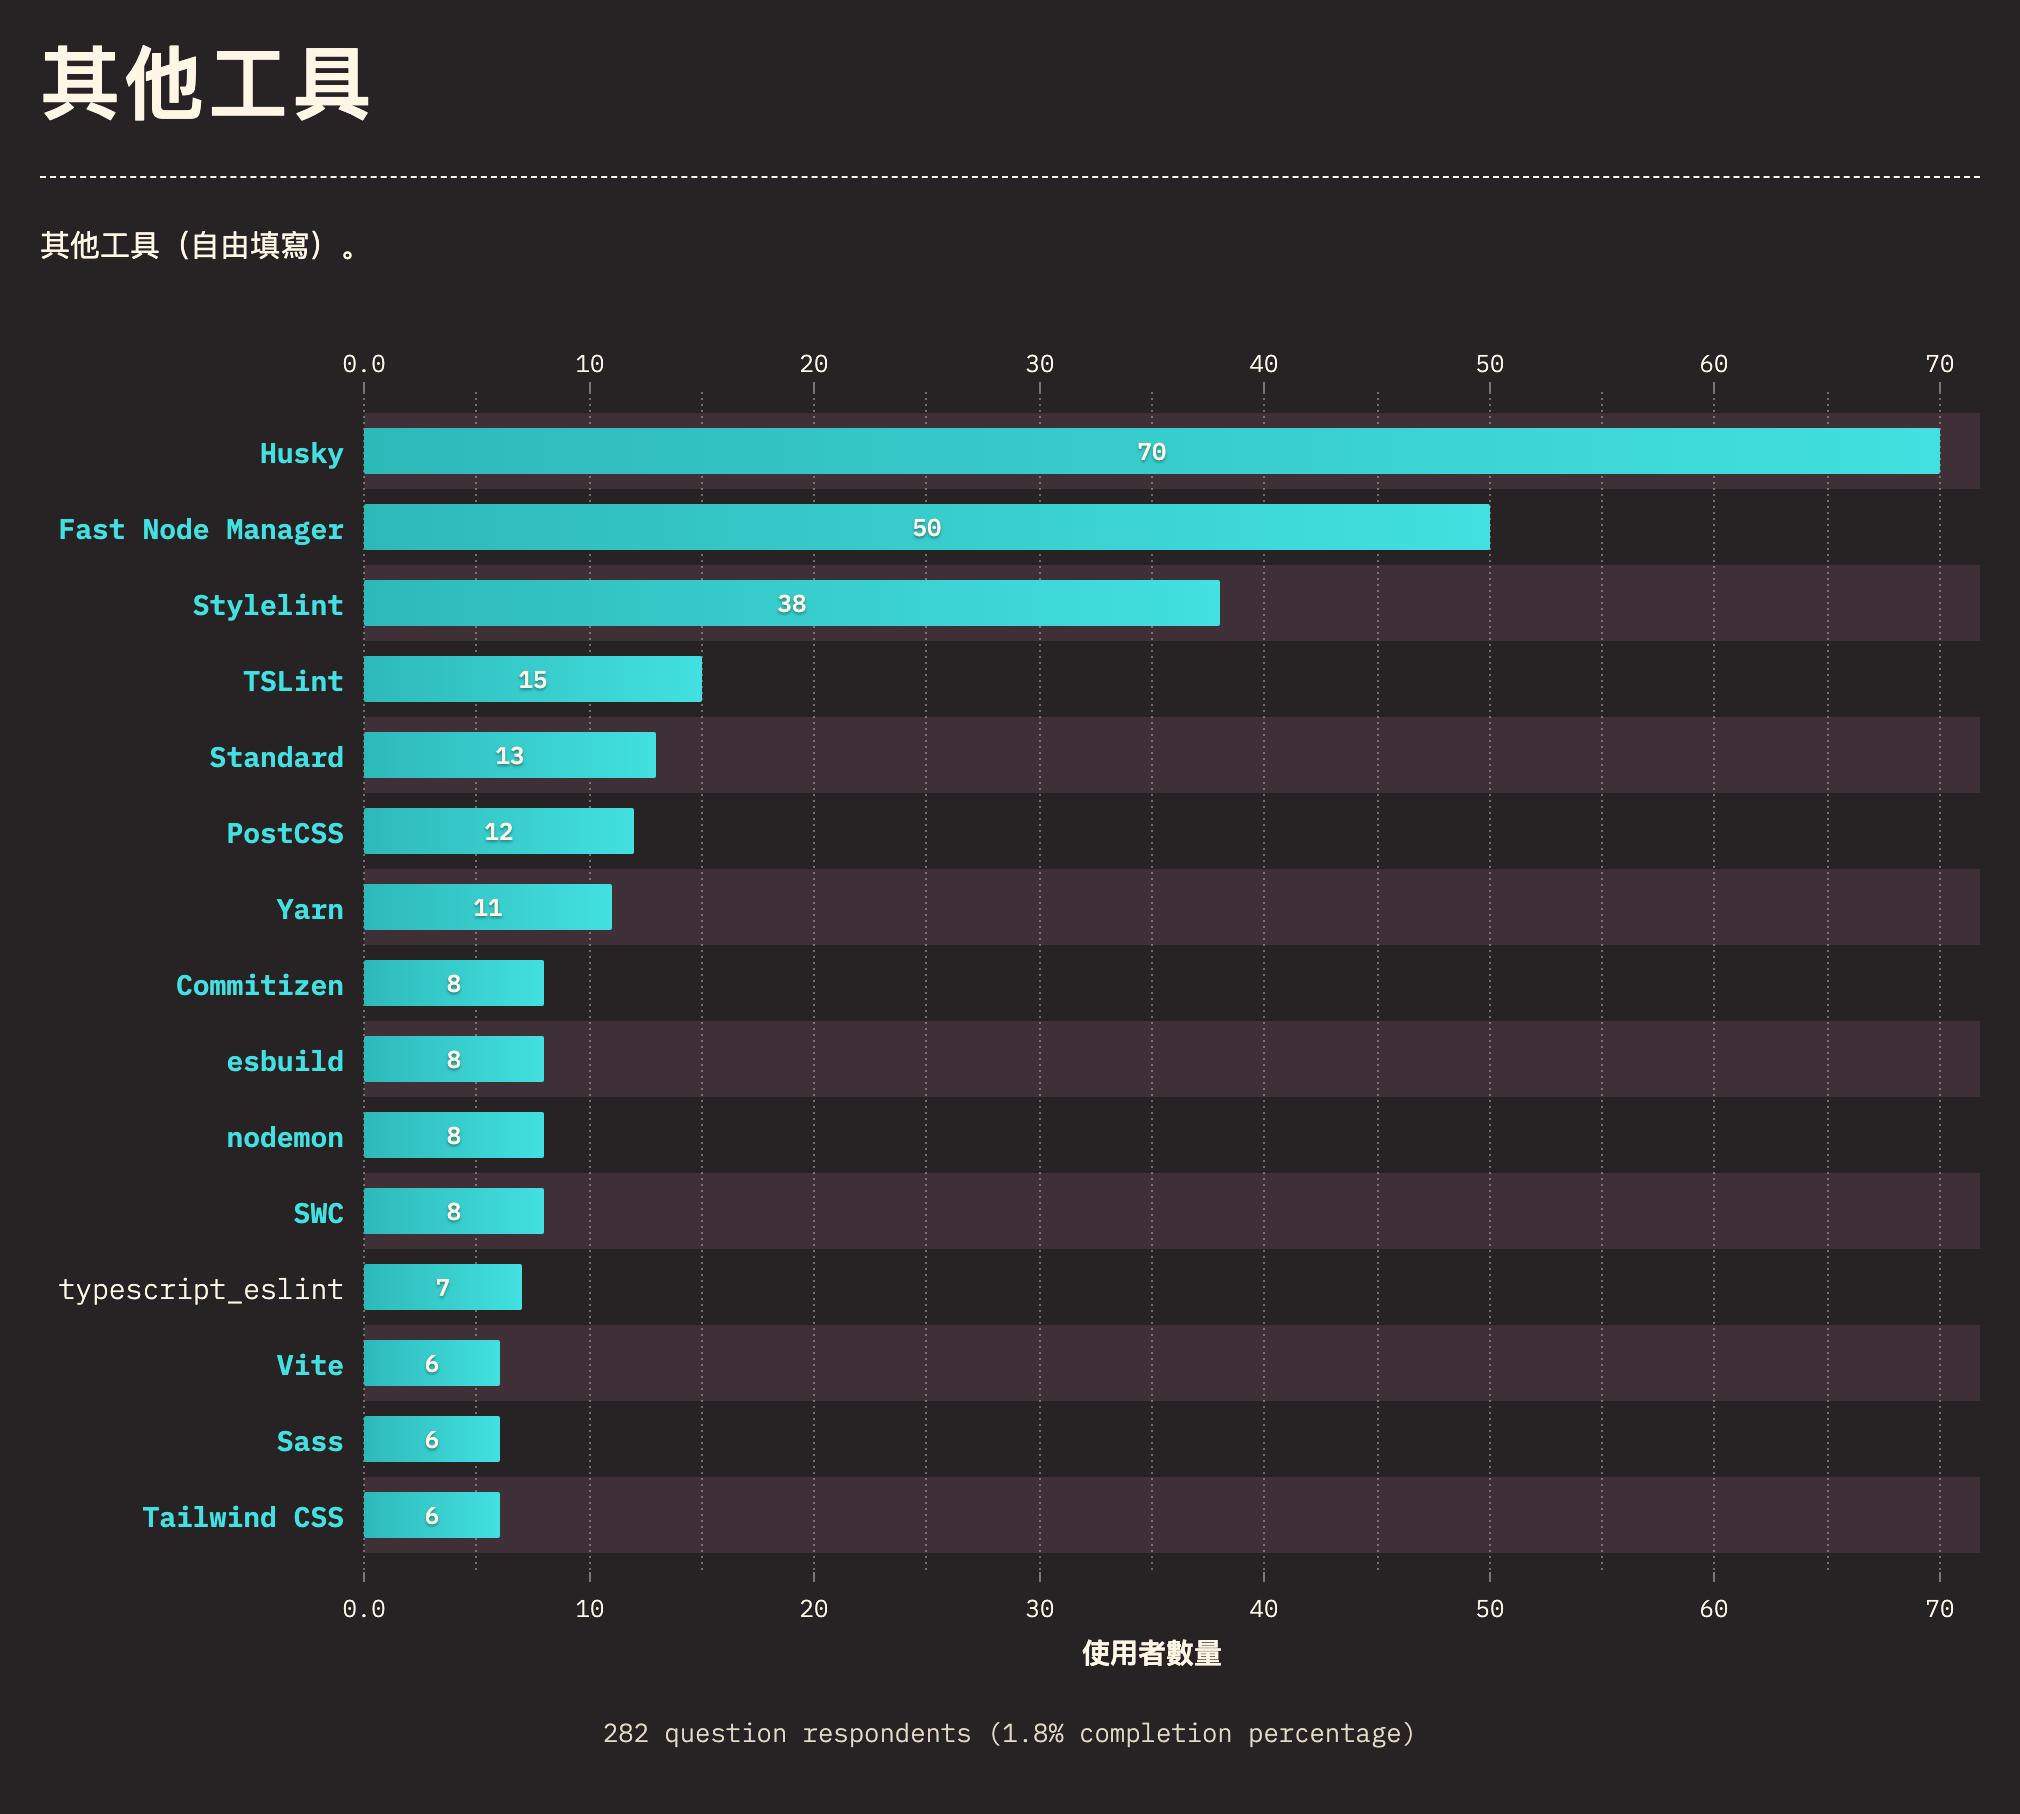 其他工具
其他工具（自由填寫）。
0.0 10 20 30 40 50 60 70
Husky 70
Fast Node Manager 50
Stylelint 38
TSLint 15
Standard 13
PostCSS 12
Yarn 11
Commitizen 8
esbuild 8
nodemon 8
SWC 8
typescript_eslint 7
Vite 6
Sass 6
Tailwind CSS 6
0.0 10 20 30 40 50 60 70
使用者數量
282 question respondents (1.8% completion percentage)